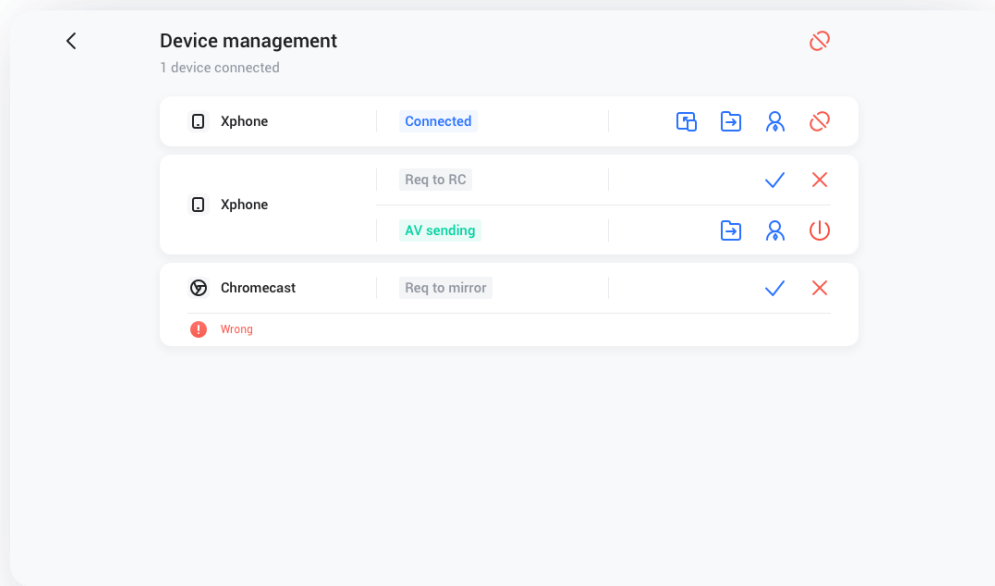 Device management
1 device connected
Xphone
Connected
Xphone
Req to RC
AV sending
Chromecast
Req to mirror
Wrong